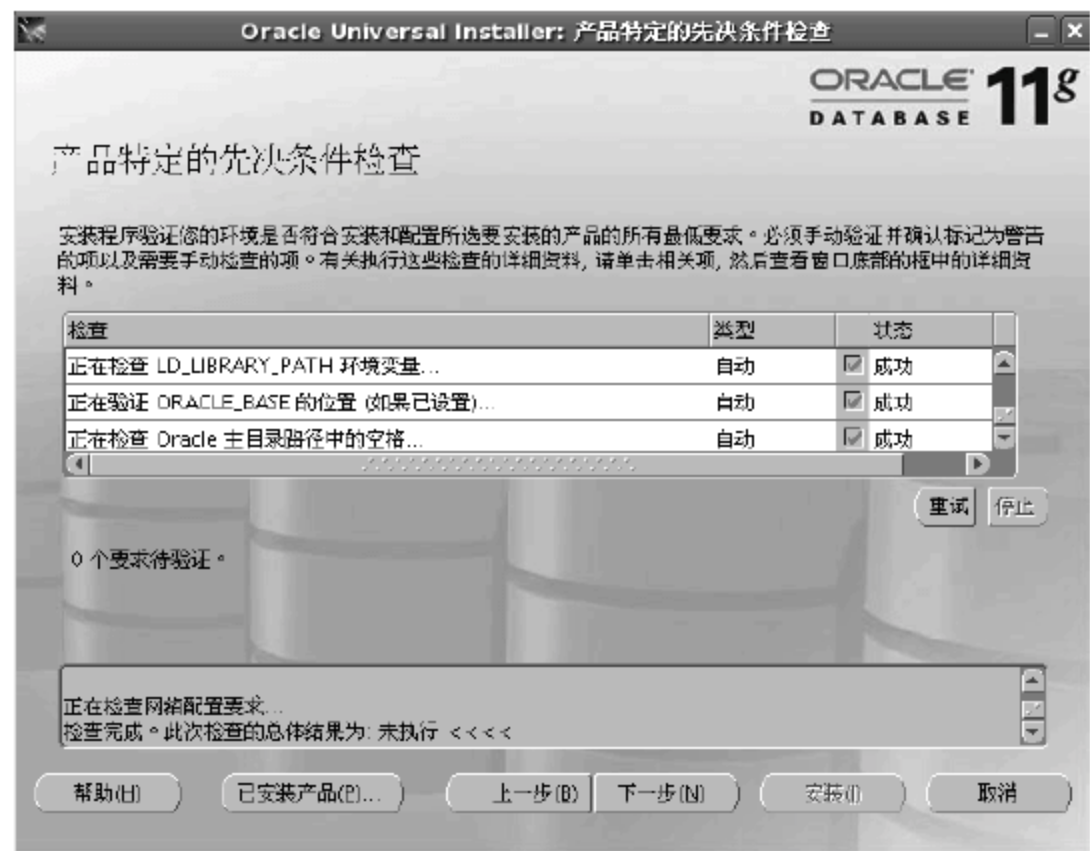 Oracle Universal Installer: 产品特定的先决条件检查
ORACLE 11g
DATABASE
产品特定的先决条件检查
安装程序验证您的环境是否符合安装和配置所选要安装的产品的所有最低要求。必须手动验证并确认标记为警告
的项以及需要手动检查的项。有关执行这些检查的详细资料, 请单击相关项, 然后查看窗口底部的框中的详细资
料。
检查 类型 状态
正在检查 LD_LIBRARY_PATH 环境变量... 自动 成功
正在验证 ORACLE_BASE 的位置 (如果已设置)... 自动 成功
正在检查 Oracle 主目录路径中的空格... 自动 成功
重试 停止
0 个要求待验证。
正在检查网络配置要求...
检查完成。此次检查的总体结果为: 未执行 <<<<
帮助(H) 已安装产品(P)... 上一步(B) 下一步(N) 安装(I) 取消